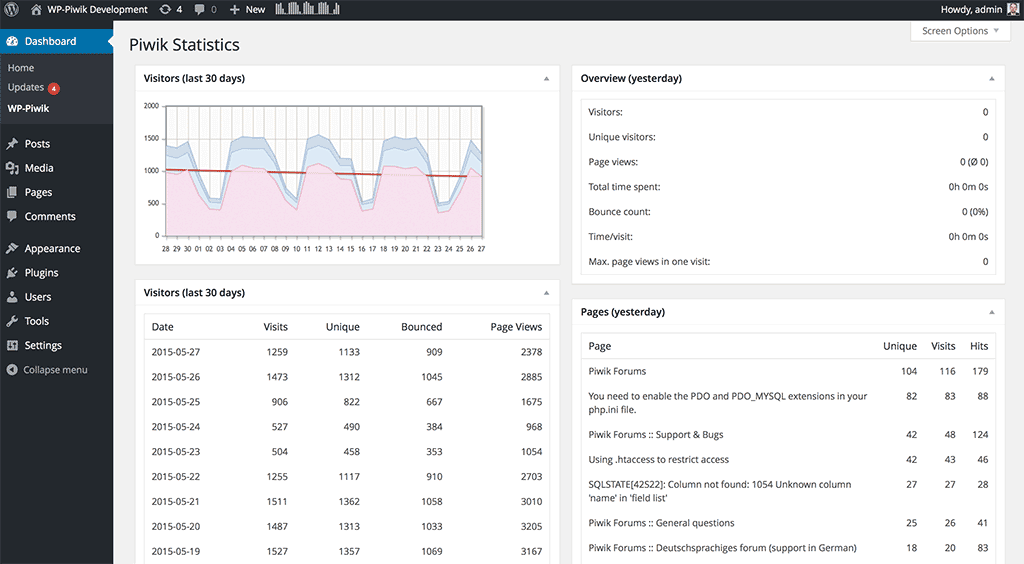 WP-Piwik Development 4 0 New Howdy, admin
Screen Options
Dashboard
Home
Updates 4
WP-Piwik
Posts
Media
Pages
Comments
Appearance
Plugins
Users
Tools
Settings
Collapse menu
Piwik Statistics
Visitors (last 30 days)
2000
1500
1000
500
0
28 29 30 01 02 03 04 05 06 07 08 09 10 11 12 13 14 15 16 17 18 19 20 21 22 23 24 25 26 27
Visitors (last 30 days)
Date Visits Unique Bounced Page Views
2015-05-27 1259 1133 909 2378
2015-05-26 1473 1312 1045 2885
2015-05-25 906 822 667 1675
2015-05-24 527 490 384 968
2015-05-23 504 458 353 1054
2015-05-22 1255 1117 910 2703
2015-05-21 1511 1362 1058 3010
2015-05-20 1487 1313 1033 3205
2015-05-19 1527 1357 1069 3167
Overview (yesterday)
Visitors: 0
Unique visitors: 0
Page views: 0 (Ø 0)
Total time spent: 0h 0m 0s
Bounce count: 0 (0%)
Time/visit: 0h 0m 0s
Max. page views in one visit: 0
Pages (yesterday)
Page Unique Visits Hits
Piwik Forums 104 116 179
You need to enable the PDO and PDO_MYSQL extensions in your 82 83 88
php.ini file.
Piwik Forums :: Support & Bugs 42 48 124
Using .htaccess to restrict access 42 43 46
SQLSTATE[42S22]: Column not found: 1054 Unknown column 27 27 28
'name' in 'field list'
Piwik Forums :: General questions 25 26 41
Piwik Forums :: Deutschsprachiges forum (support in German) 18 20 83